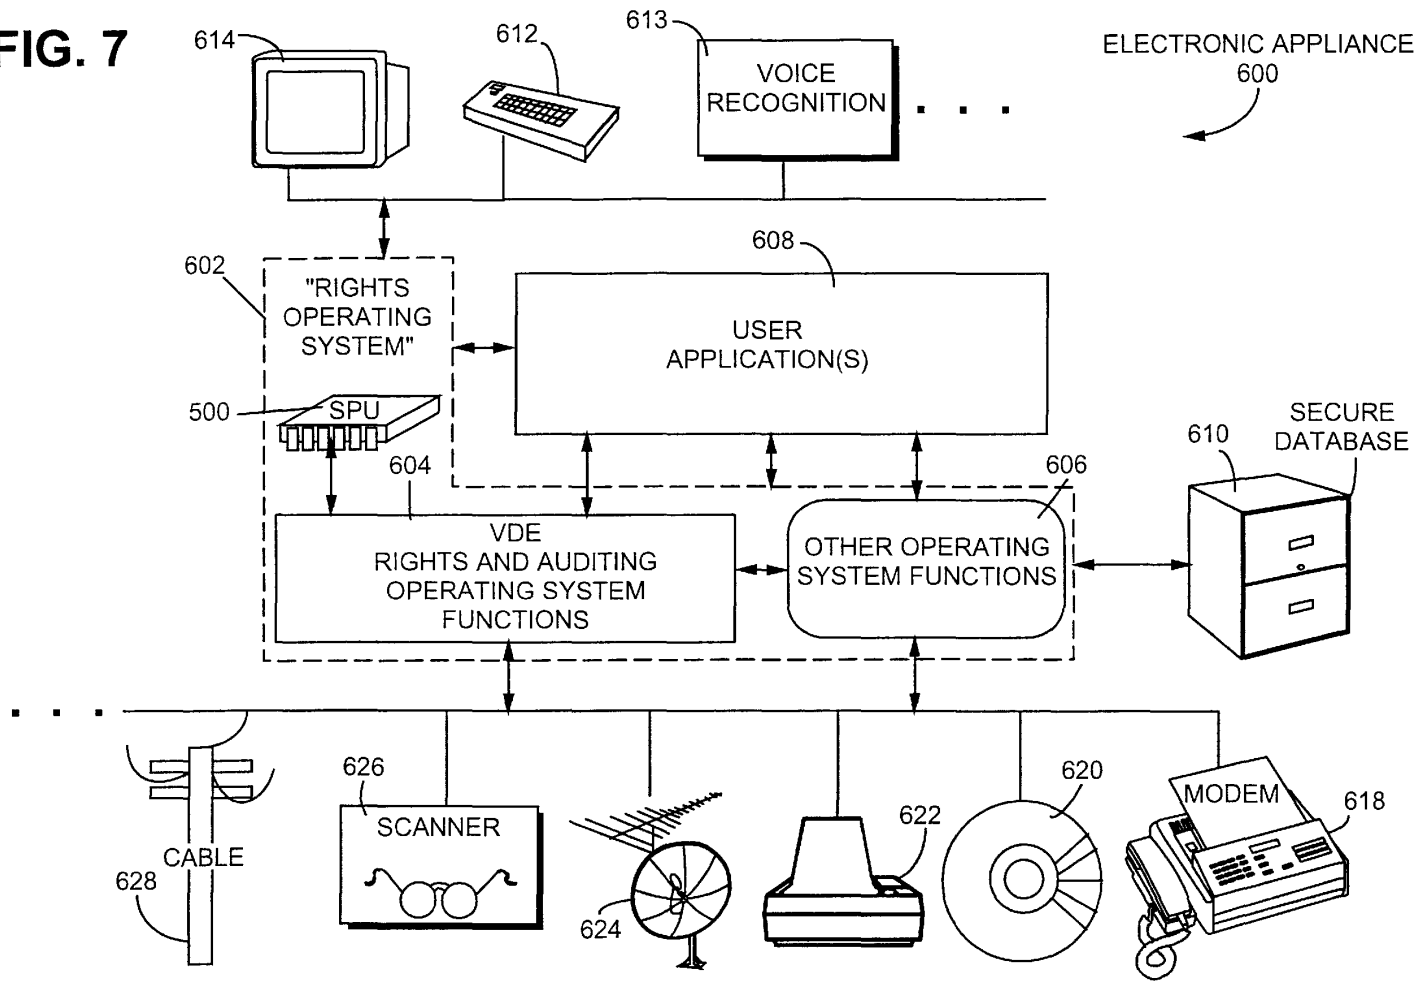 FIG. 7
614
612
613
VOICE
RECOGNITION
. . .
ELECTRONIC APPLIANCE
600
602
"RIGHTS
OPERATING
SYSTEM"
608
USER
APPLICATION(S)
500
SPU
604
606
610
SECURE
DATABASE
VDE
RIGHTS AND AUDITING
OPERATING SYSTEM
FUNCTIONS
OTHER OPERATING
SYSTEM FUNCTIONS
. . .
CABLE
628
626
SCANNER
624
622
620
MODEM
618